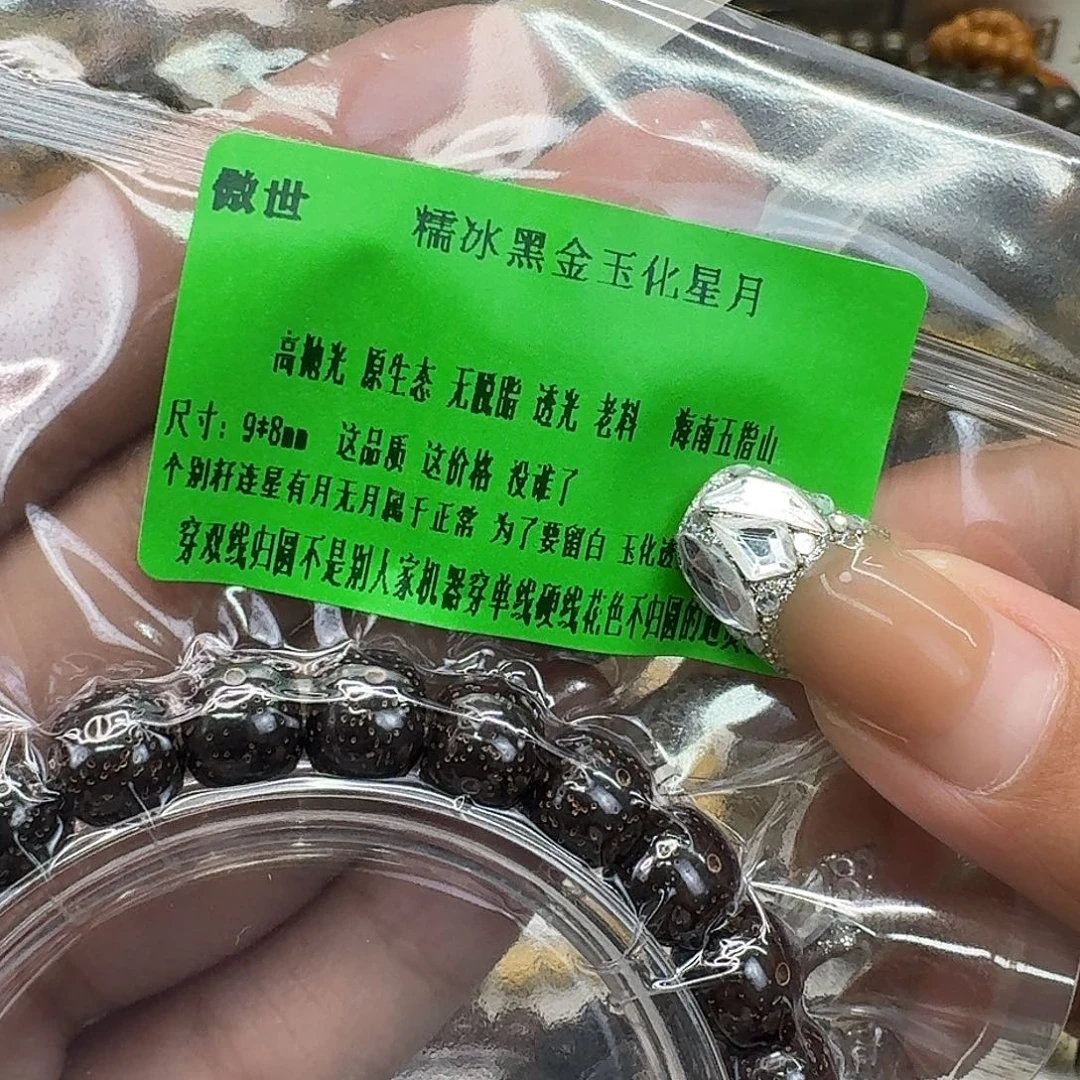 傲世 糯冰黑金玉化星月
高抛光 原生态 无脱脂 透光 老料 海南五指山
尺寸：9*8mm 这品质 这价格 没谁了
个别籽连星有月无月属于正常 为了要留白 玉化透
穿双线归圆不是别人家机器穿单线硬线花色不归圆的